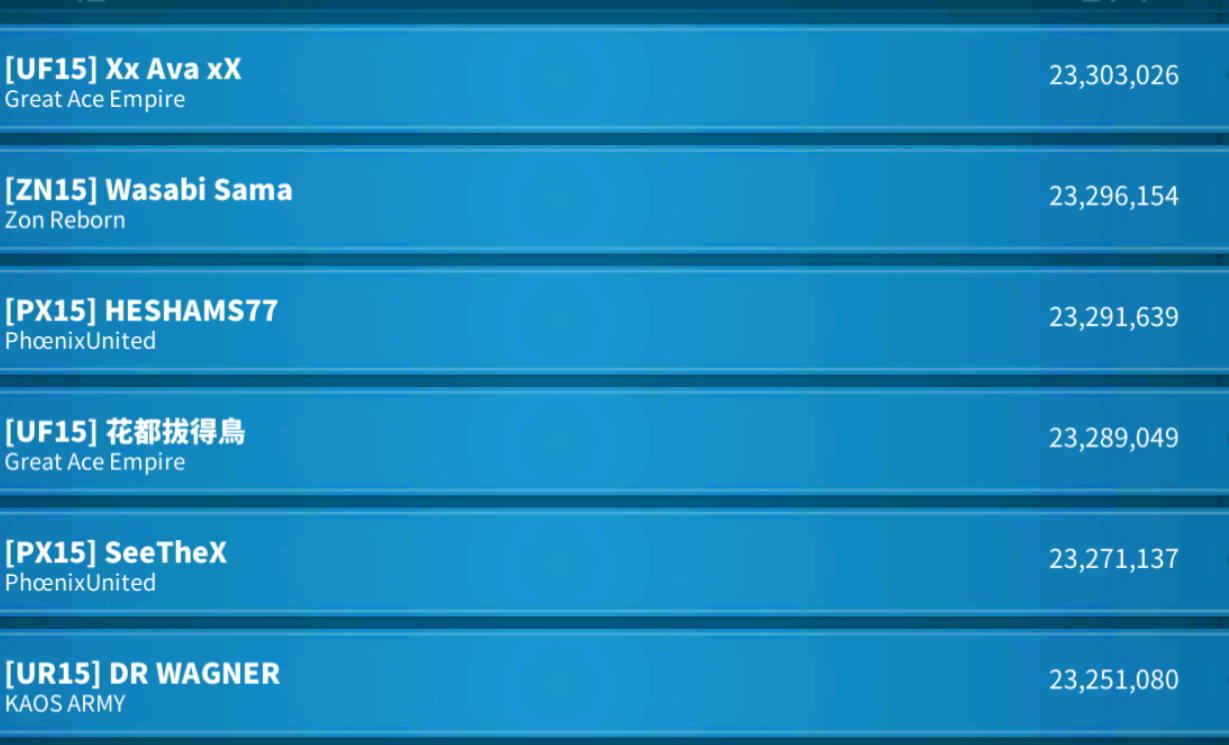 [UF15] Xx Ava xX
Great Ace Empire
23,303,026
[ZN15] Wasabi Sama
Zon Reborn
23,296,154
[PX15] HESHAMS77
PhœnixUnited
23,291,639
[UF15] 花都拔得鳥
Great Ace Empire
23,289,049
[PX15] SeeTheX
PhœnixUnited
23,271,137
[UR15] DR WAGNER
KAOS ARMY
23,251,080